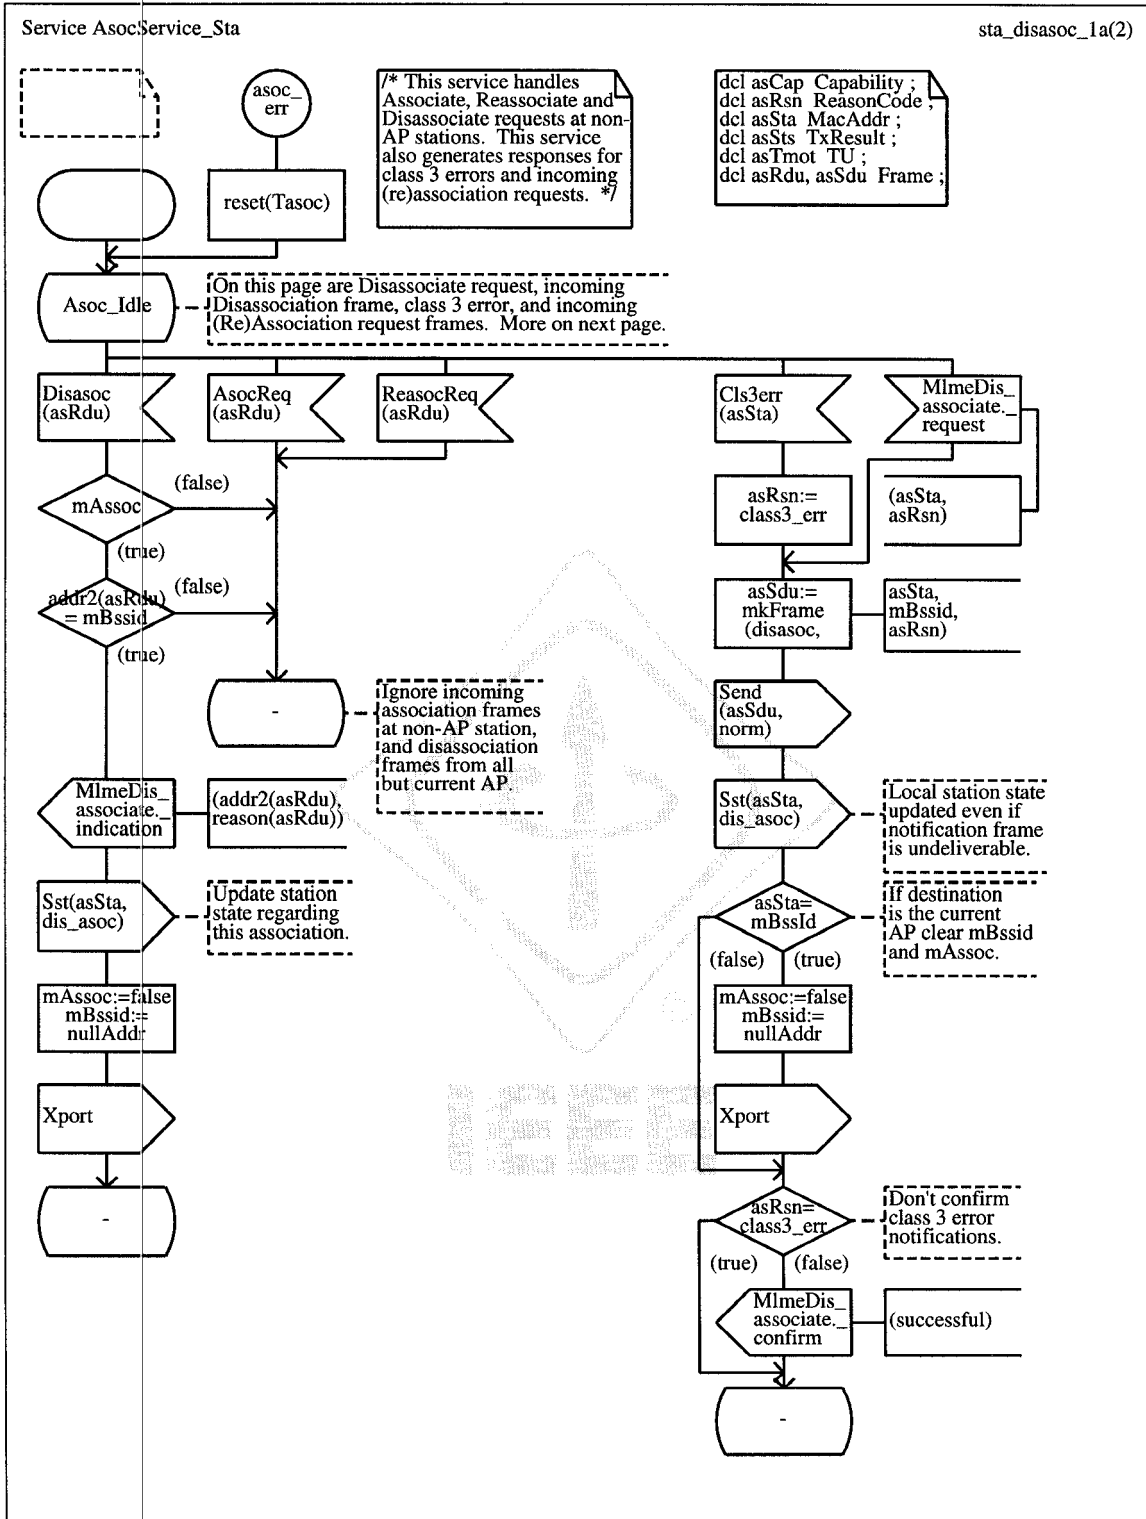 Service AsocService_Sta
sta_disasoc_1a(2)
asoc_
err
reset(Tasoc)
/* This service handles
Associate, Reassociate and
Disassociate requests at non-
AP stations. This service
also generates responses for
class 3 errors and incoming
(re)association requests. */
dcl asCap Capability ;
dcl asRsn ReasonCode ;
dcl asSta MacAddr ;
dcl asSts TxResult ;
dcl asTmot TU ;
dcl asRdu, asSdu Frame ;
Asoc_Idle
On this page are Disassociate request, incoming
Disassociation frame, class 3 error, and incoming
(Re)Association request frames. More on next page.
Disasoc
(asRdu)
AsocReq
(asRdu)
ReasocReq
(asRdu)
Cls3err
(asSta)
MlmeDis_
associate._
request
mAssoc
(false)
(true)
asRsn:=
class3_err
(asSta,
asRsn)
addr2(asRdu)
= mBssid
(false)
(true)
asSdu:=
mkFrame
(disasoc,
asSta,
mBssid,
asRsn)
-
Ignore incoming
association frames
at non-AP station,
and disassociation
frames from all
but current AP.
Send
(asSdu,
norm)
MlmeDis_
associate._
indication
(addr2(asRdu),
reason(asRdu))
Sst(asSta,
dis_asoc)
Local station state
updated even if
notification frame
is undeliverable.
Sst(asSta,
dis_asoc)
Update station
state regarding
this association.
asSta=
mBssId
(false)
(true)
If destination
is the current
AP clear mBssid
and mAssoc.
mAssoc:=false
mBssid:=
nullAddr
mAssoc:=false
mBssid:=
nullAddr
Xport
Xport
-
asRsn=
class3_err
(true)
(false)
Don't confirm
class 3 error
notifications.
MlmeDis_
associate._
confirm
(successful)
-
IEEE